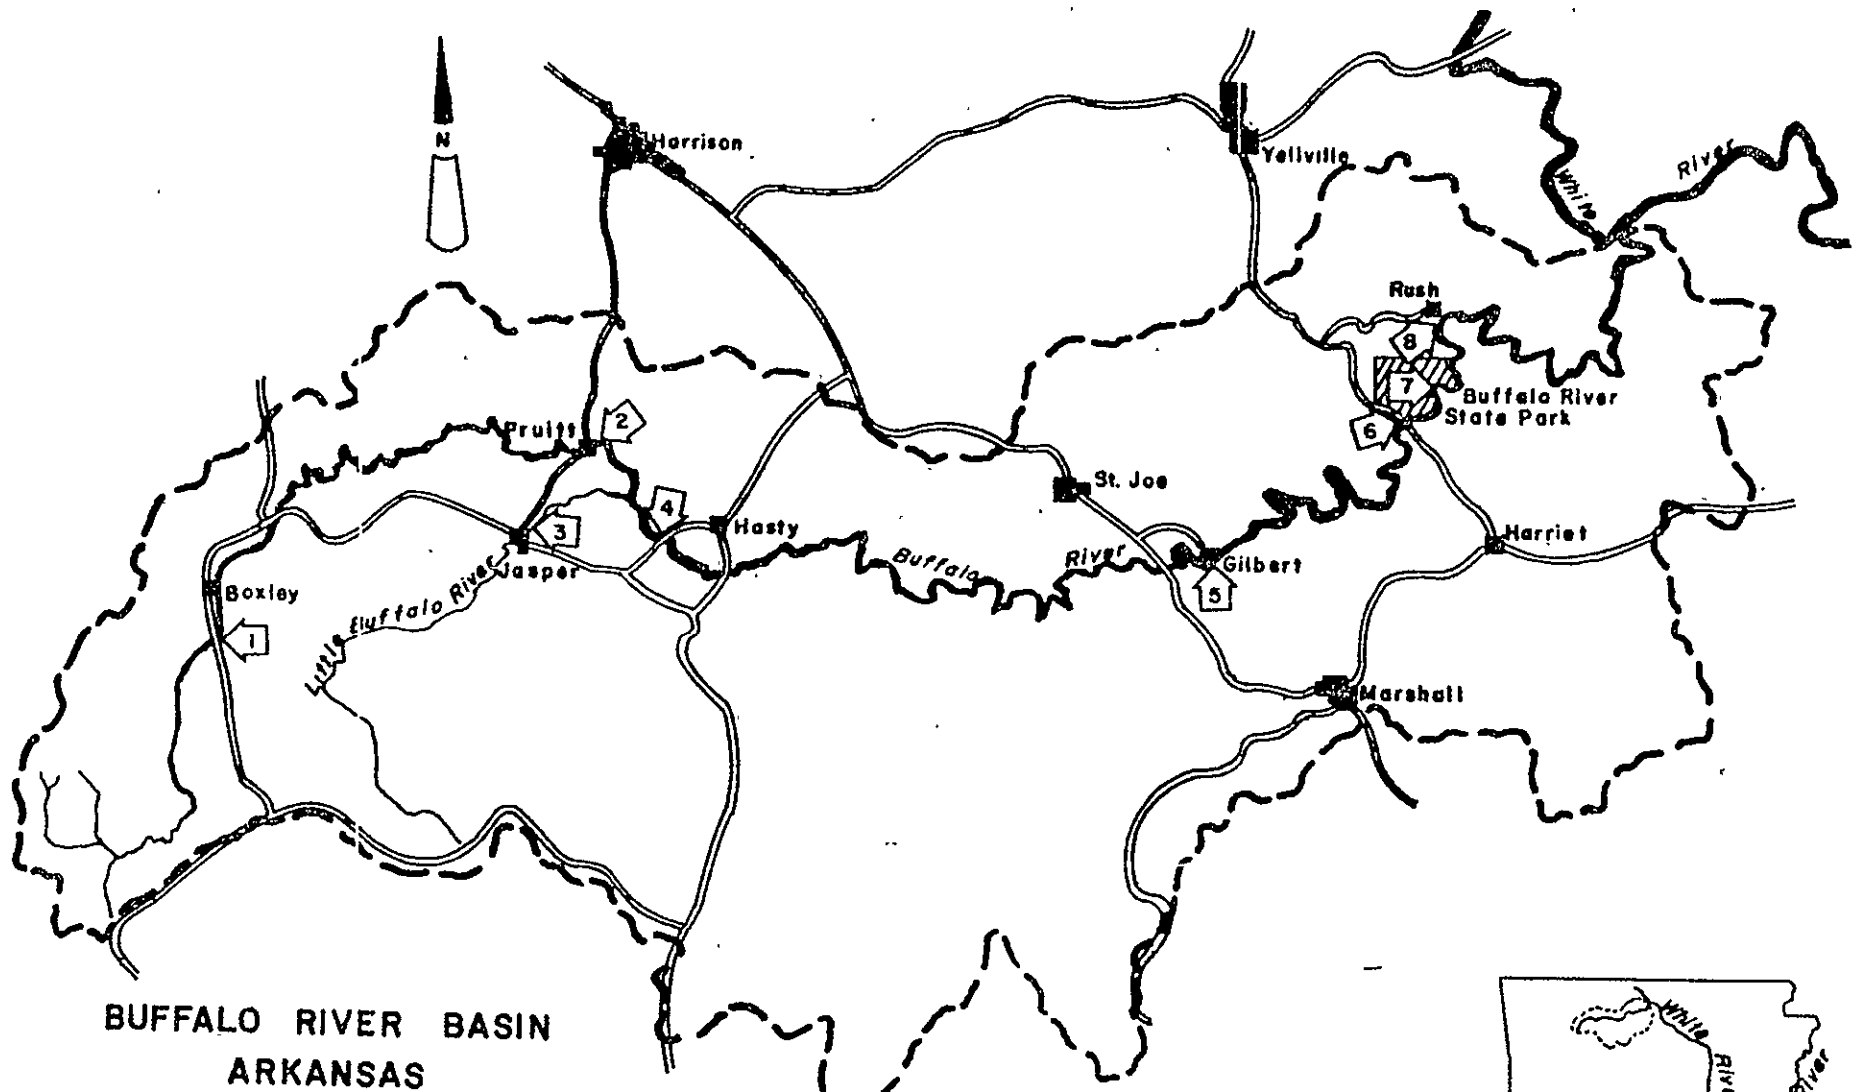 N
Harrison
Yellville
White
River
Rush
8
7
Buffalo River
State Park
6
Pruitt
2
4
3
Hasty
St. Joe
Harriet
Jasper
Boxley
1
Little Buffalo River
Buffalo River
Gilbert
5
Marshall
BUFFALO RIVER BASIN
ARKANSAS
White
River